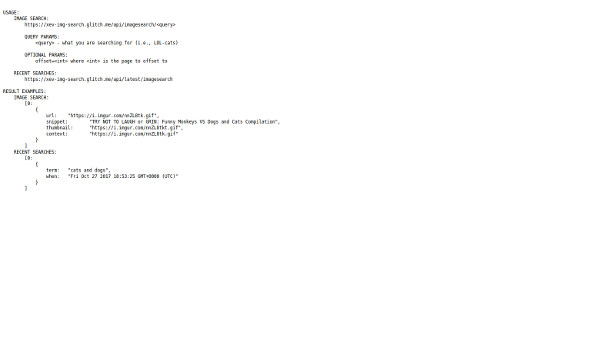 USAGE:
IMAGE SEARCH:
https://xev-img-search.glitch.me/api/imagesearch/<query>
QUERY PARAMS:
<query> - what you are searching for (i.e., LOL-cats)
OPTIONAL PARAMS:
offset=<int> where <int> is the page to offset to
RECENT SEARCHES:
https://xev-img-search.glitch.me/api/latest/imagesearch
RESULT EXAMPLES:
IMAGE SEARCH:
[0:
{
url: "https://i.imgur.com/nnZL8tk.gif",
snippet: "TRY NOT TO LAUGH or GRIN: Funny Monkeys VS Dogs and Cats Compilation",
thumbnail: "https://i.imgur.com/nnZL8tkt.gif",
context: "https://i.imgur.com/nnZL8tk.gif"
}
]
RECENT SEARCHES:
[0:
{
term: "cats and dogs",
when: "Fri Oct 27 2017 18:53:25 GMT+0000 (UTC)"
}
]